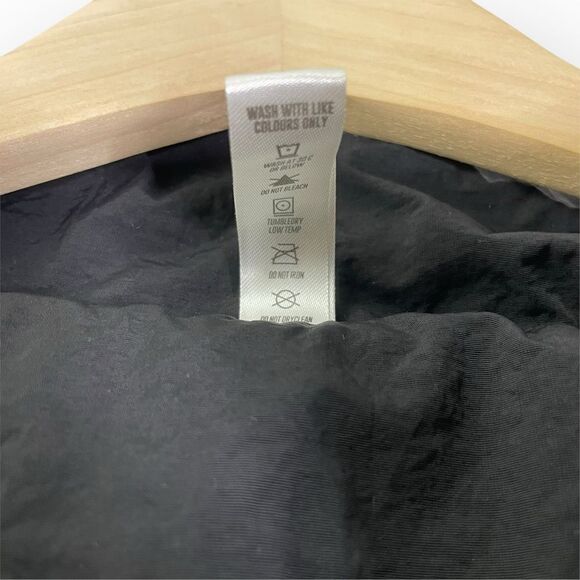 WASH WITH LIKE
COLOURS ONLY
WASH AT 30 C
OR BELOW
DO NOT BLEACH
TUMBLEDRY
LOW TEMP
DO NOT IRON
DO NOT DRYCLEAN